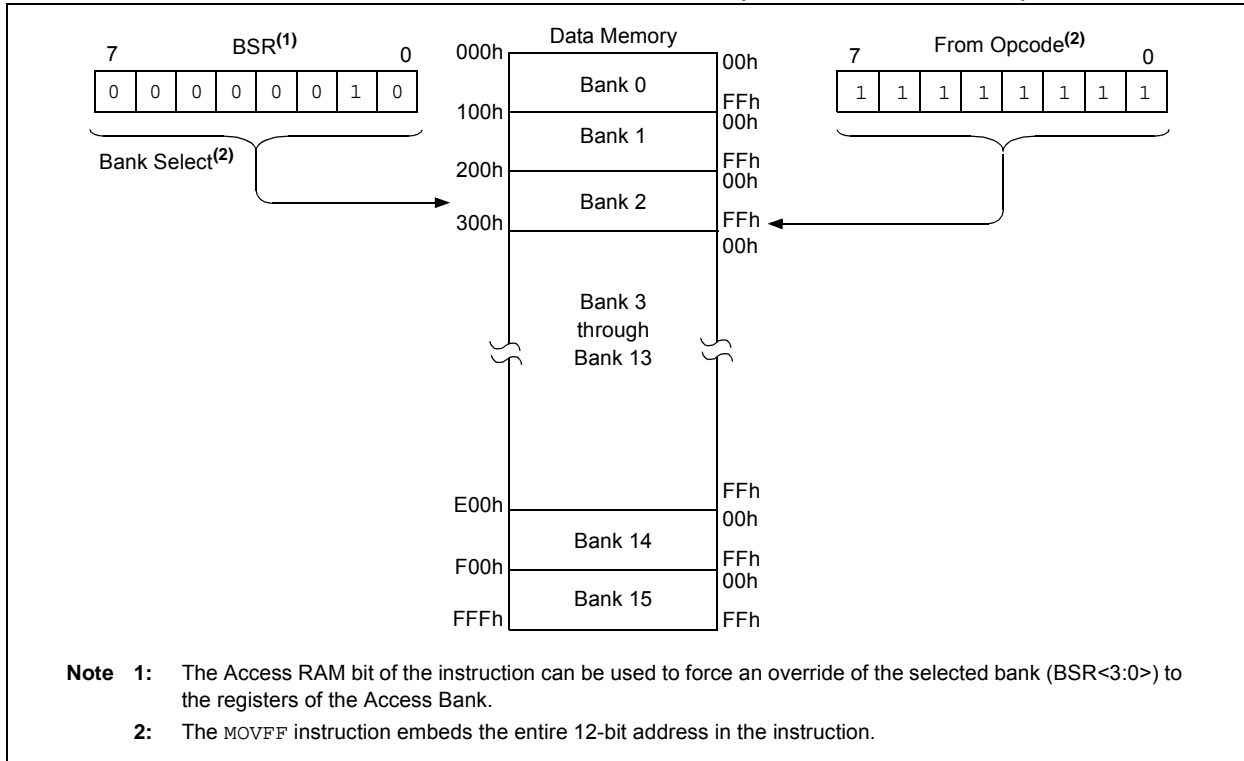 Data Memory
7 BSR(1) 0
0 0 0 0 0 0 1 0
Bank Select(2)
7 From Opcode(2) 0
1 1 1 1 1 1 1 1
000h Bank 0 00h
FFh
100h Bank 1 00h
FFh
200h Bank 2 00h
FFh
300h
00h
Bank 3
through
Bank 13
FFh
E00h Bank 14 00h
FFh
F00h Bank 15 00h
FFFh FFh
Note 1: The Access RAM bit of the instruction can be used to force an override of the selected bank (BSR<3:0>) to
the registers of the Access Bank.
2: The MOVFF instruction embeds the entire 12-bit address in the instruction.